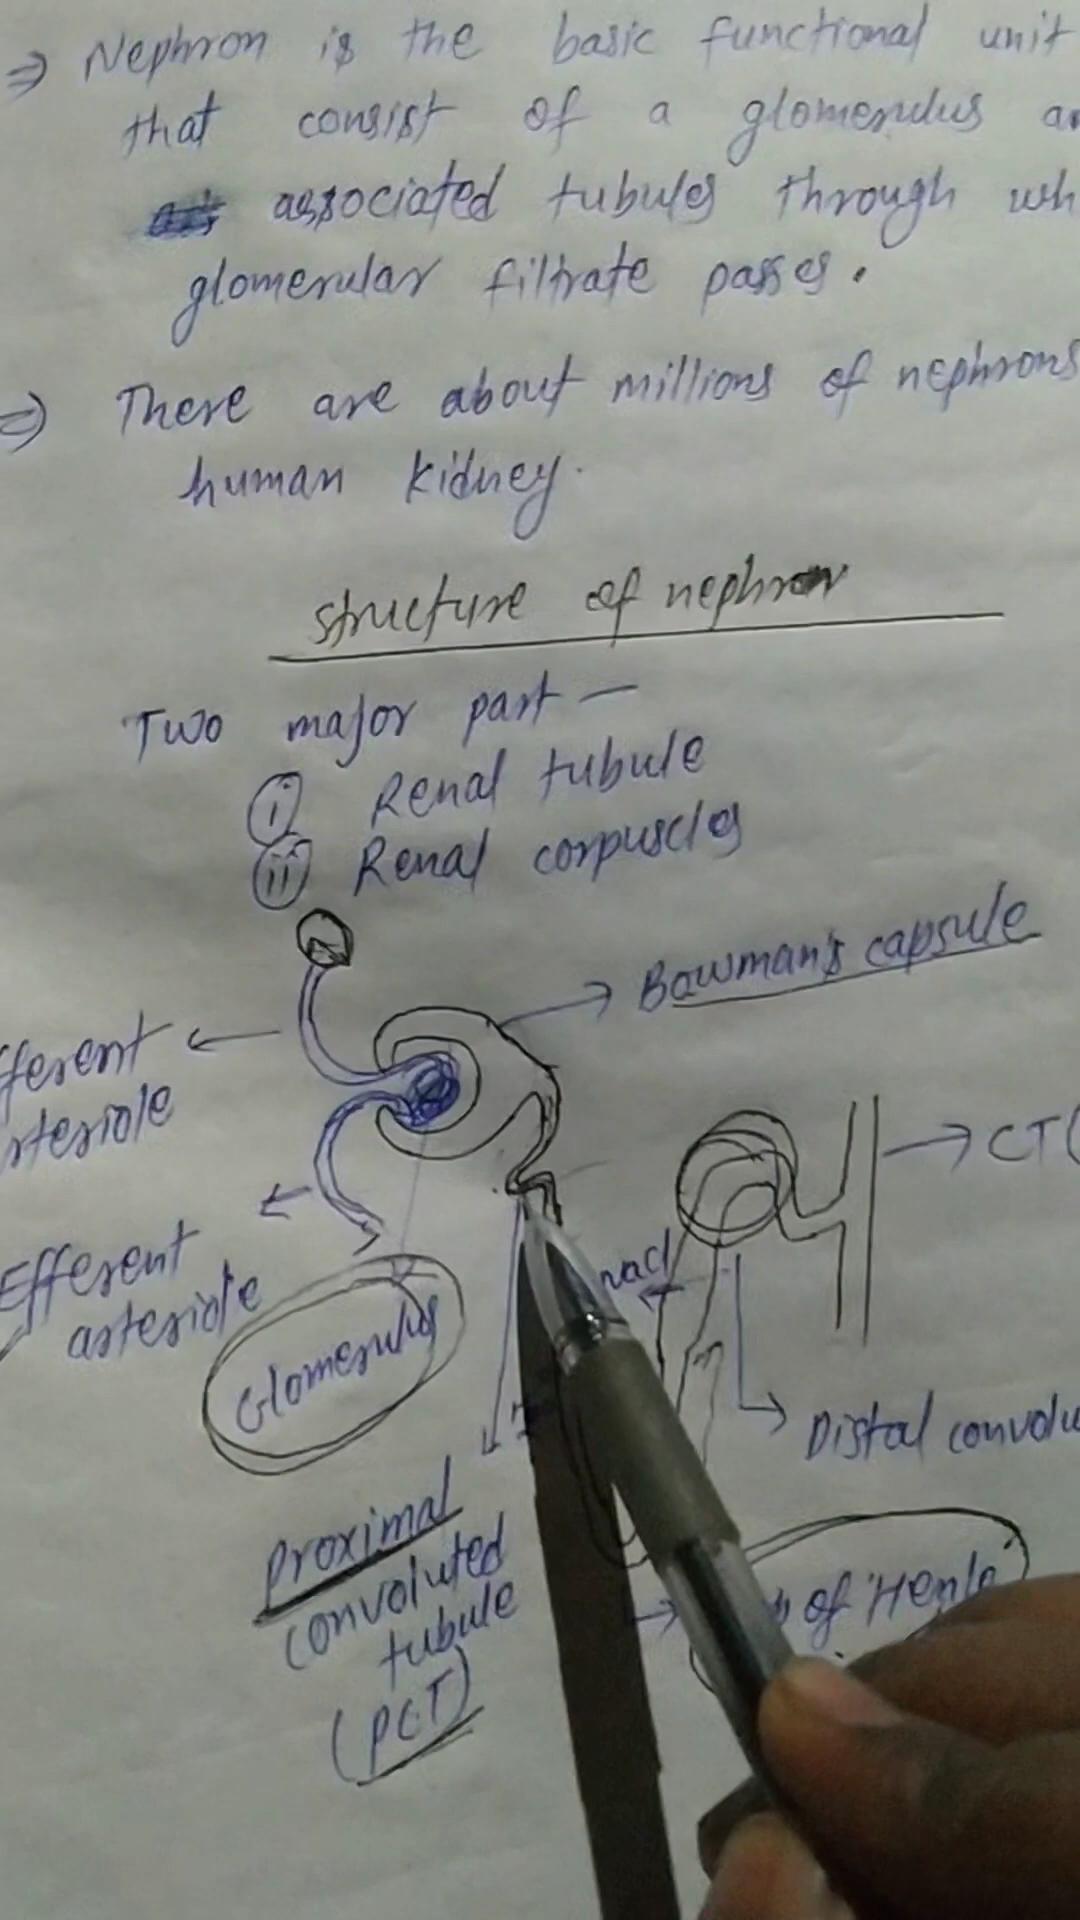 ⇒ Nephron is the basic functional unit
that consist of a glomerulus
associated tubules through
glomerular filtrate passes.
⇒ There are about millions of nephrons
human kidney.
structure of nephron
Two major part —
(i) Renal tubule
(ii) Renal corpuscles
Bowman's capsule
fferent
rteriole
CT(
Efferent
arteriole
Nacl
Glomerulus
Distal convolu
Proximal
convoluted
tubule
(PCT)
of Henle